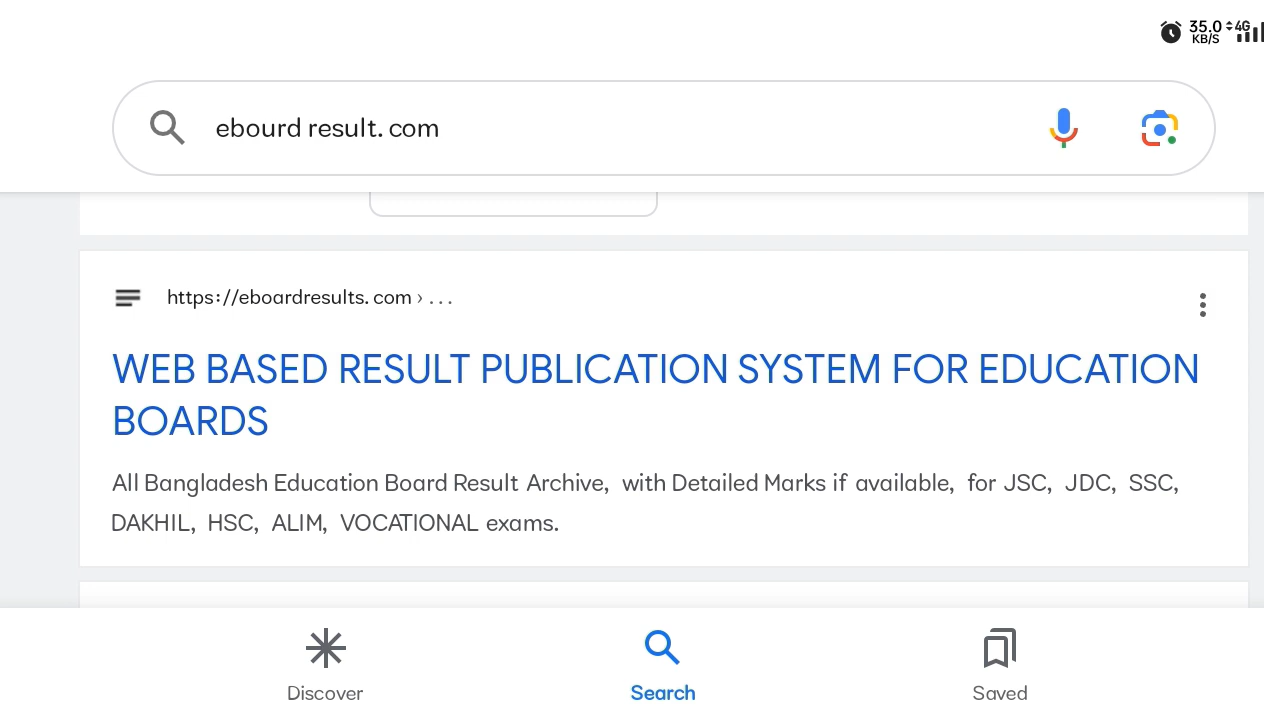 35.0 4G
KB/S
ebourd result. com
https://eboardresults. com › ...
WEB BASED RESULT PUBLICATION SYSTEM FOR EDUCATION
BOARDS
All Bangladesh Education Board Result Archive, with Detailed Marks if available, for JSC, JDC, SSC,
DAKHIL, HSC, ALIM, VOCATIONAL exams.
Discover Search Saved